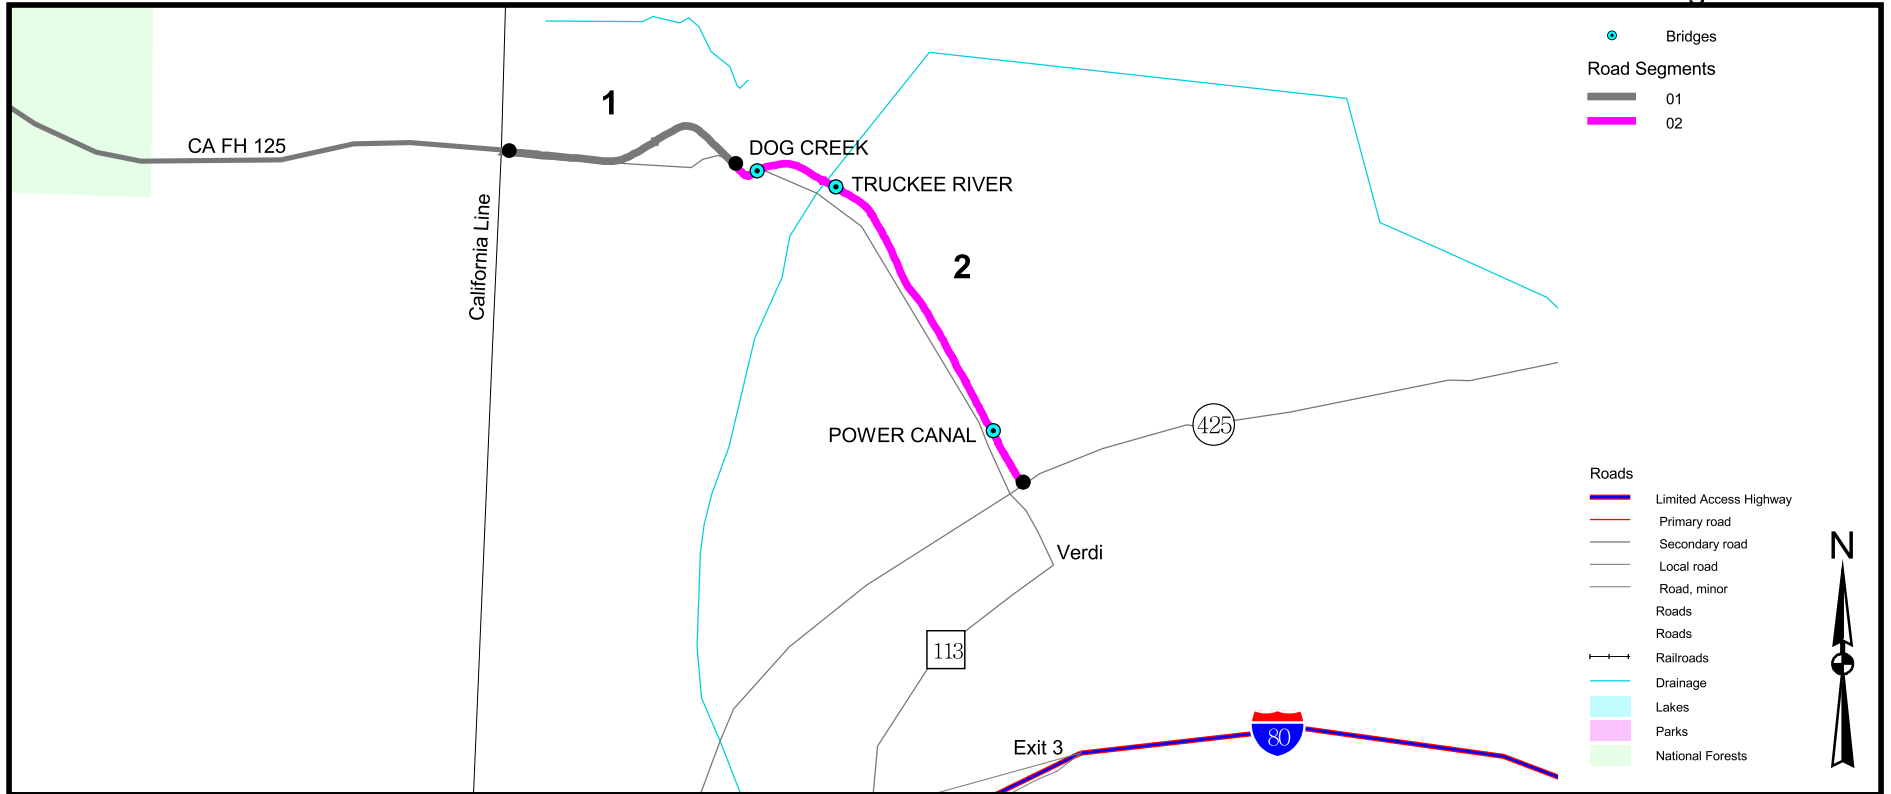 Bridges
Road Segments
01
02
1
CA FH 125
DOG CREEK
TRUCKEE RIVER
California Line
2
425
POWER CANAL
Verdi
113
Exit 3
80
Roads
Limited Access Highway
Primary road
Secondary road
Local road
Road, minor
Roads
Roads
Railroads
Drainage
Lakes
Parks
National Forests
N